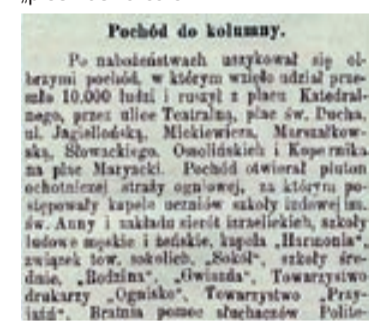 Pochód do kolumny.
Po nabożeństwach uszykował się ol-
brzymi pochód, w którym wzięło udział prze-
szło 10.000 ludzi i ruszył z placu Katedral-
nego, przez ulice Teatralną, plac św. Ducha,
ul. Jagiellońską, Mickiewicza, Marszałkow-
ską, Słowackiego, Ossolińskich i Kopernika
na plac Maryacki. Pochód otwierał pluton
ochotniczej straży ogniowej, za którym po-
stępowały kapele uczniów szkoły ludowej im.
św. Anny i zakładu sierót izraelickich, szkoły
ludowe męskie i żeńskie, kapela „Harmonia",
związek tow. sokolich, „Sokół", szkoły śre-
dnie, „Rodzina", „Gwiazda", Towarzystwo
drukarzy „Ognisko", Towarzystwo „Przy-
jaźń", Bratnia pomoc słuchaczów Polite-